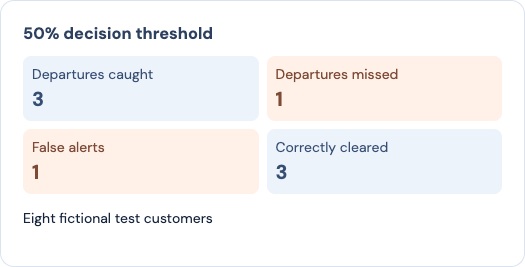 50% decision threshold
Departures caught
3
Departures missed
1
False alerts
1
Correctly cleared
3
Eight fictional test customers